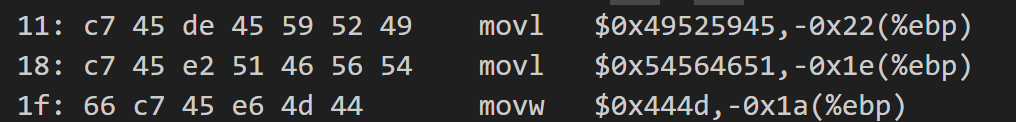 11: c7 45 de 45 59 52 49 movl $0x49525945,-0x22(%ebp)
18: c7 45 e2 51 46 56 54 movl $0x54564651,-0x1e(%ebp)
1f: 66 c7 45 e6 4d 44 movw $0x444d,-0x1a(%ebp)